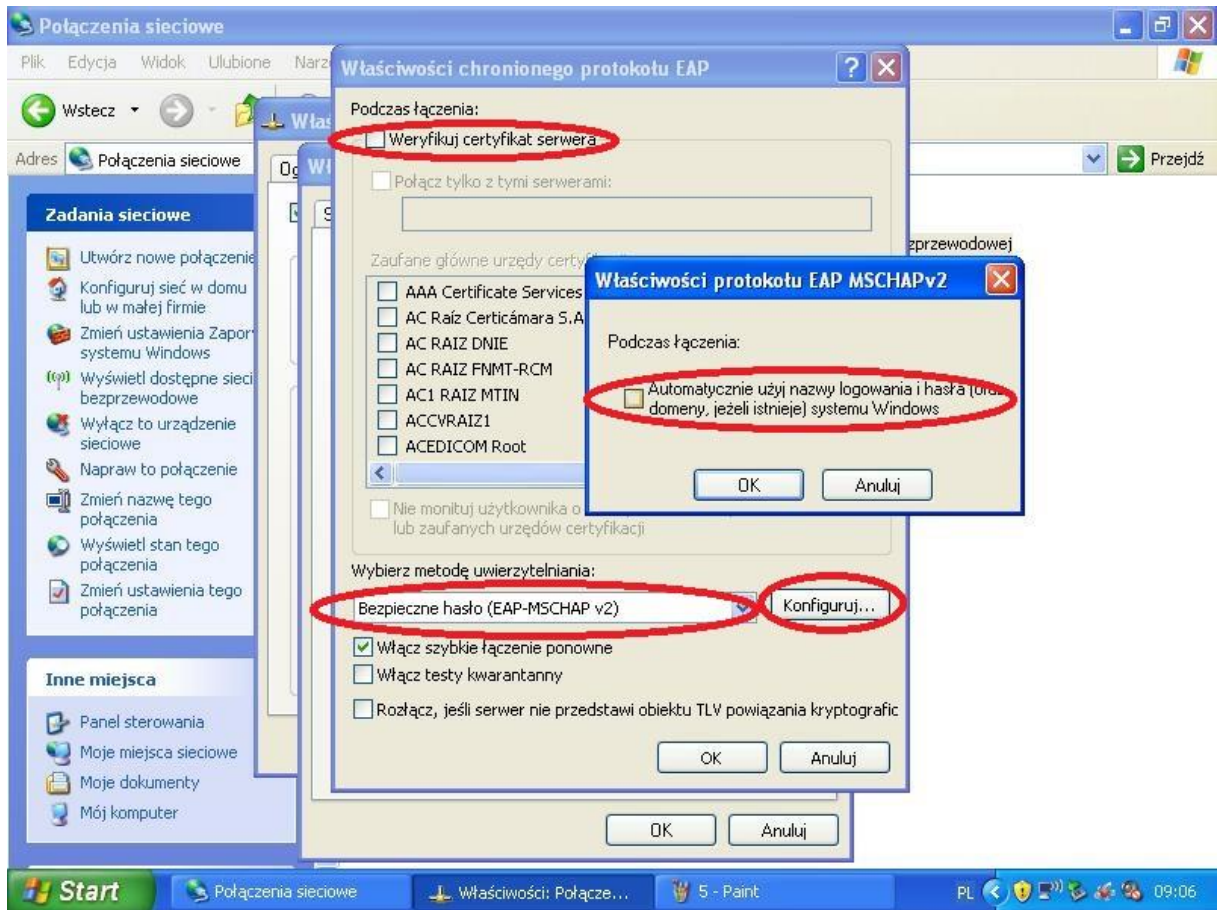 Połączenia sieciowe
Plik Edycja Widok Ulubione
Wstecz
Adres Połączenia sieciowe
Przejdź
Zadania sieciowe
Utwórz nowe połączenie
Konfiguruj sieć w domu
lub w małej firmie
Zmień ustawienia
systemu Windows
Wyświetl dostępne sieci
bezprzewodowe
Wyłącz to urządzenie
sieciowe
Napraw to połączenie
Zmień nazwę tego
połączenia
Wyświetl stan tego
połączenia
Zmień ustawienia tego
połączenia
Inne miejsca
Panel sterowania
Moje miejsca sieciowe
Moje dokumenty
Mój komputer
Właściwości chronionego protokołu EAP
Podczas łączenia:
Weryfikuj certyfikat serwera
Połącz tylko z tymi serwerami:
Zaufane główne urzędy
AAA Certificate Services
AC Raíz Certicámara S.A
AC RAIZ DNIE
AC RAIZ FNMT-RCM
AC1 RAIZ MTIN
ACCVRAIZ1
ACEDICOM Root
Nie monituj użytkownika o
lub zaufanych urzędów certyfikacji
Wybierz metodę uwierzytelniania:
Bezpieczne hasło (EAP-MSCHAP v2)
Konfiguruj...
Włącz szybkie łączenie ponowne
Włącz testy kwarantanny
Rozłącz, jeśli serwer nie przedstawi obiektu TLV powiązania kryptografic
OK Anuluj
OK Anuluj
Właściwości protokołu EAP MSCHAPv2
Podczas łączenia:
Automatycznie użyj nazwy logowania i hasła (oraz
domeny, jeżeli istnieje) systemu Windows
OK Anuluj
Start
Połączenia sieciowe
Właściwości: Połącze...
5 - Paint
PL
09:06